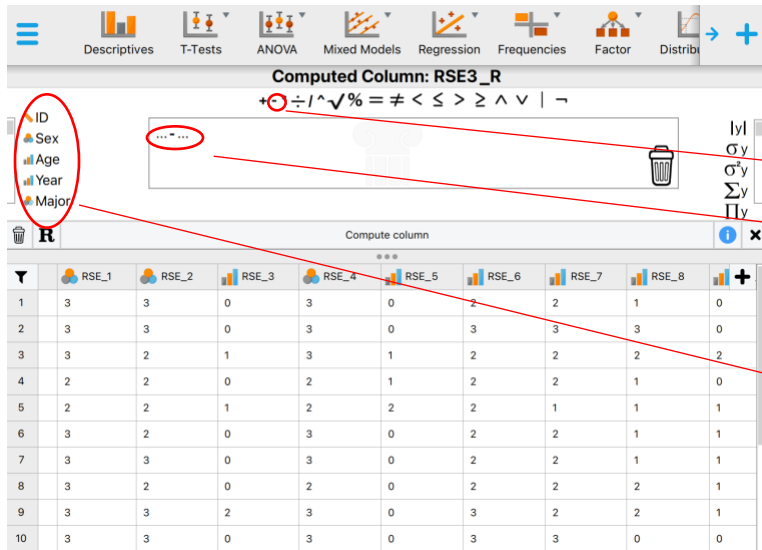 Descriptives T-Tests ANOVA Mixed Models Regression Frequencies Factor Distribu
Computed Column: RSE3_R
+ - * ÷ / ^ √ % = ≠ < ≤ > ≥ ∧ ∨ | ¬
ID
Sex
Age
Year
Major
... - ...
|y|
σy
σ²y
∑y
∏y
R Compute column i ×
RSE_1 RSE_2 RSE_3 RSE_4 RSE_5 RSE_6 RSE_7 RSE_8
1 3 3 0 3 0 2 2 1 0
2 3 3 0 3 0 3 3 3 0
3 3 2 1 3 1 2 2 2 2
4 2 2 0 2 1 2 2 1 0
5 2 2 1 2 2 2 1 1 1
6 3 2 0 3 0 2 2 1 1
7 3 3 0 3 0 2 2 1 1
8 3 2 0 2 0 2 2 2 1
9 3 3 2 3 0 3 2 2 1
10 3 3 0 3 0 3 3 0 0